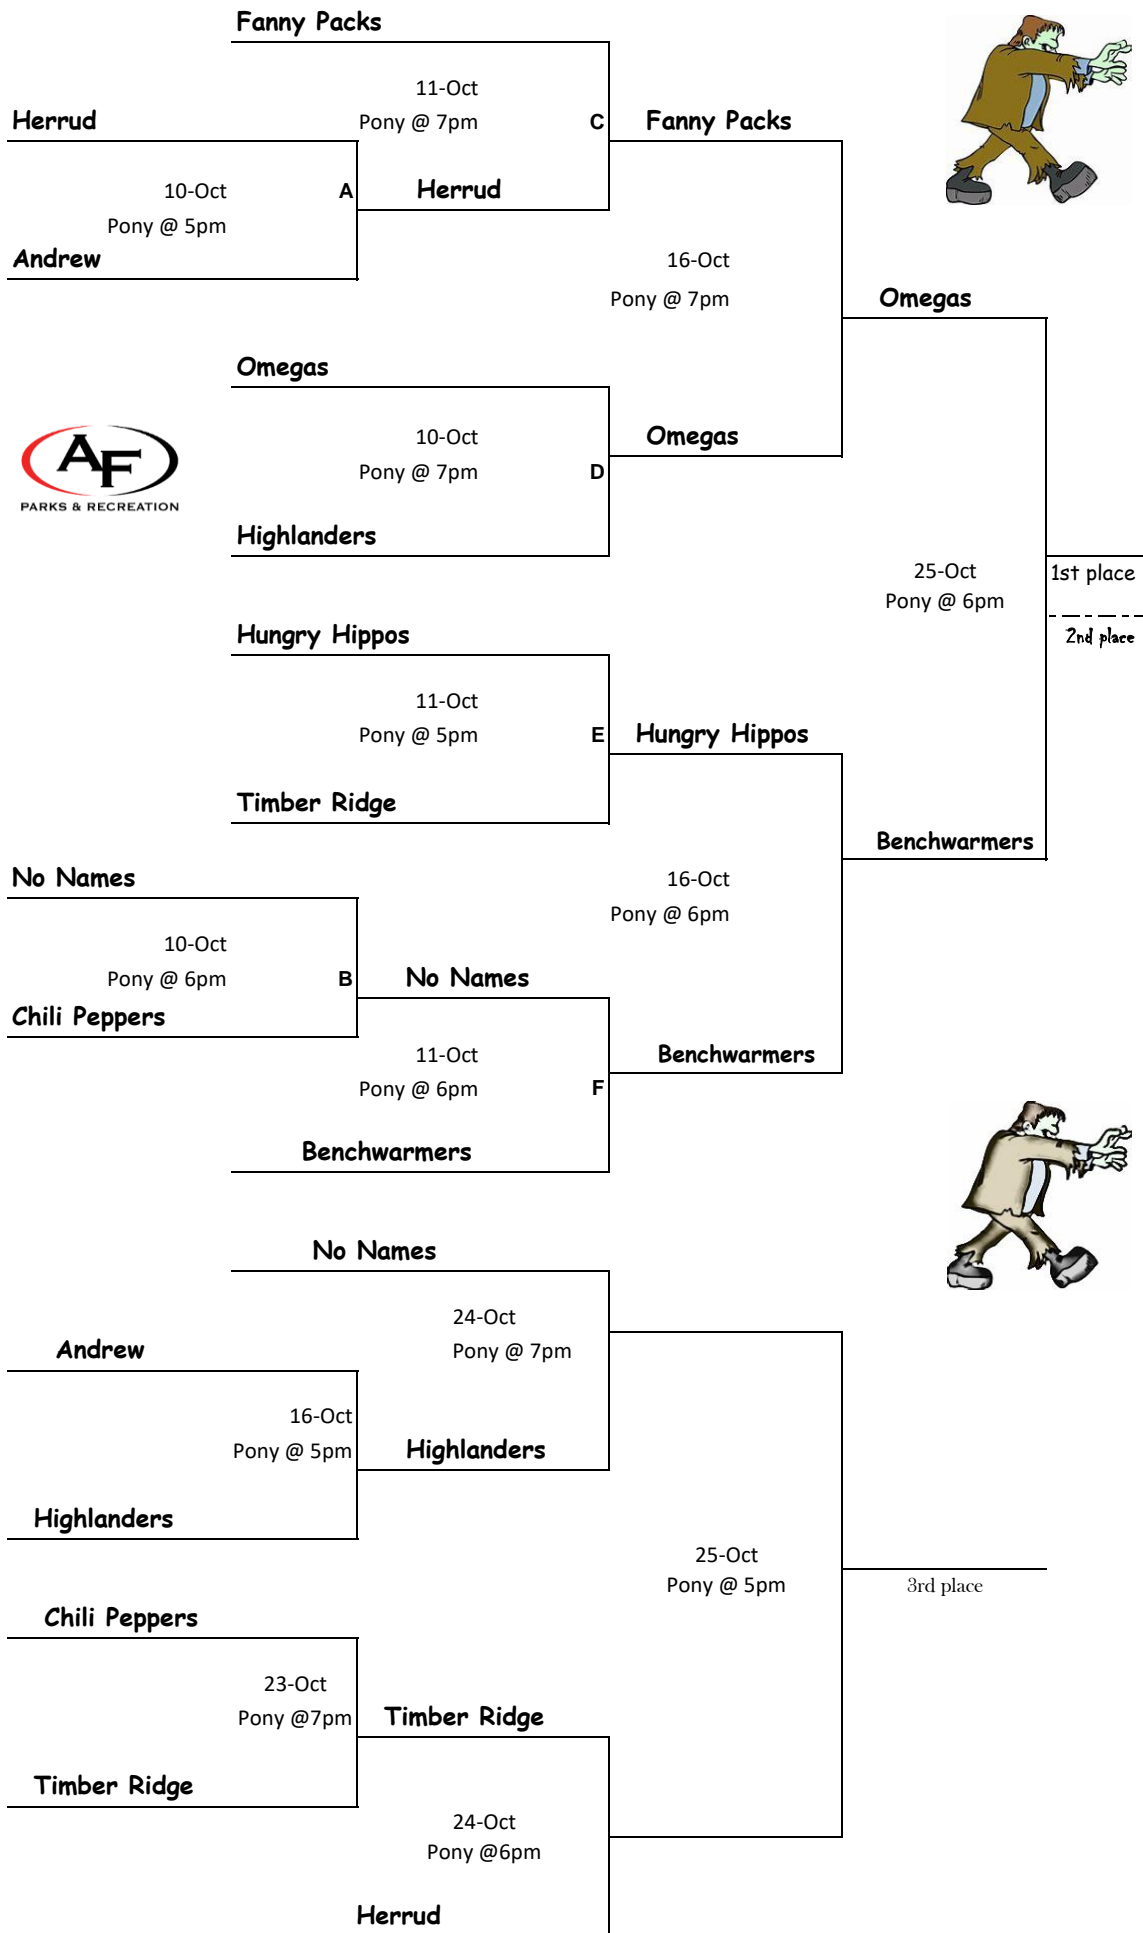 Fanny Packs
11-Oct
Herrud
Pony @ 7pm
C
Fanny Packs
10-Oct
A
Herrud
Pony @ 5pm
Andrew
16-Oct
Pony @ 7pm
Omegas
Omegas
10-Oct
Omegas
AF
Pony @ 7pm
D
PARKS & RECREATION
Highlanders
25-Oct
1st place
Pony @ 6pm
Hungry Hippos
2nd place
11-Oct
Pony @ 5pm
E
Hungry Hippos
Timber Ridge
Benchwarmers
No Names
16-Oct
Pony @ 6pm
10-Oct
Pony @ 6pm
B
No Names
Chili Peppers
11-Oct
Benchwarmers
Pony @ 6pm
F
Benchwarmers
No Names
24-Oct
Andrew
Pony @ 7pm
16-Oct
Pony @ 5pm
Highlanders
Highlanders
25-Oct
Pony @ 5pm
3rd place
Chili Peppers
23-Oct
Pony @7pm
Timber Ridge
Timber Ridge
24-Oct
Pony @6pm
Herrud